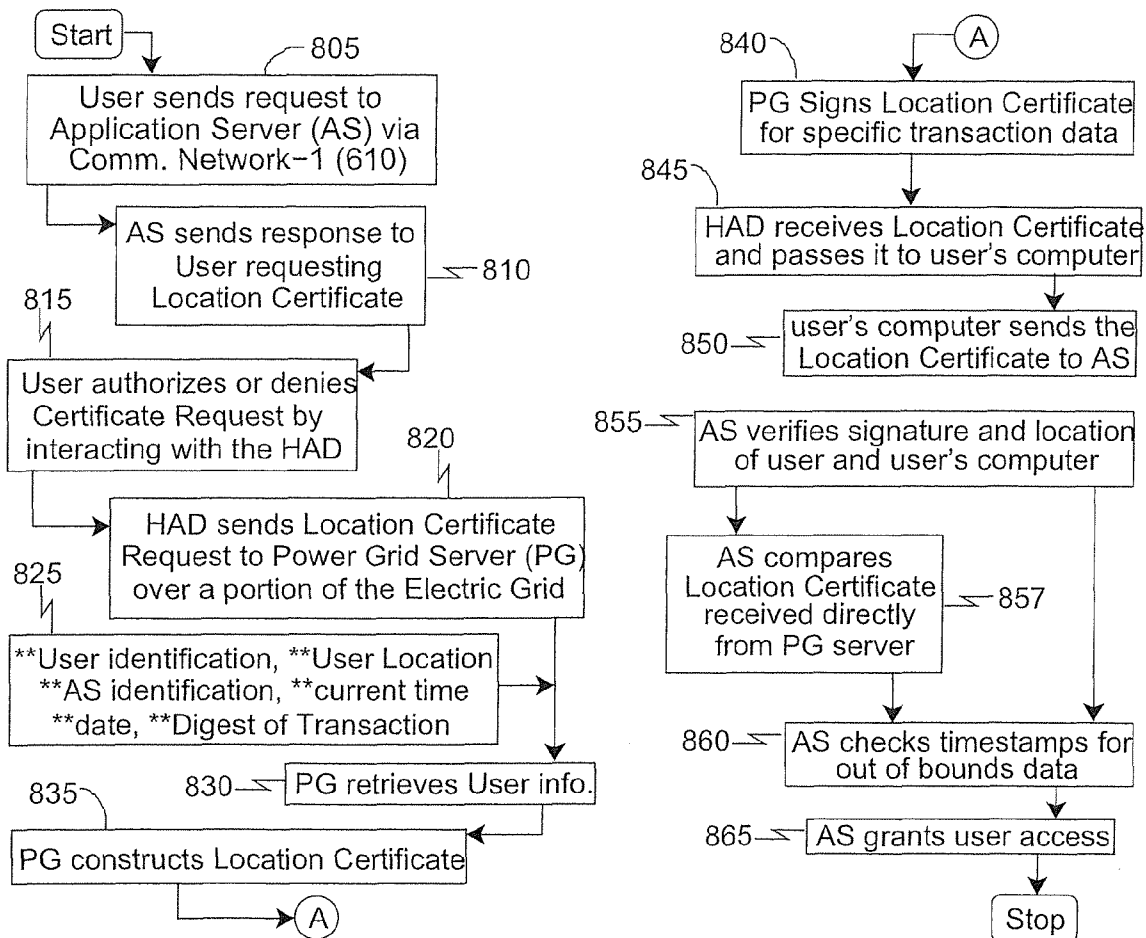 Start
805
User sends request to
Application Server (AS) via
Comm. Network-1 (610)
AS sends response to
User requesting
Location Certificate
810
815
User authorizes or denies
Certificate Request by
interacting with the HAD
820
HAD sends Location Certificate
Request to Power Grid Server (PG)
over a portion of the Electric Grid
825
**User identification, **User Location
**AS identification, **current time
**date, **Digest of Transaction
830
PG retrieves User info.
835
PG constructs Location Certificate
A
A
840
PG Signs Location Certificate
for specific transaction data
845
HAD receives Location Certificate
and passes it to user's computer
850
user's computer sends the
Location Certificate to AS
855
AS verifies signature and location
of user and user's computer
AS compares
Location Certificate
received directly
from PG server
857
860
AS checks timestamps for
out of bounds data
865
AS grants user access
Stop